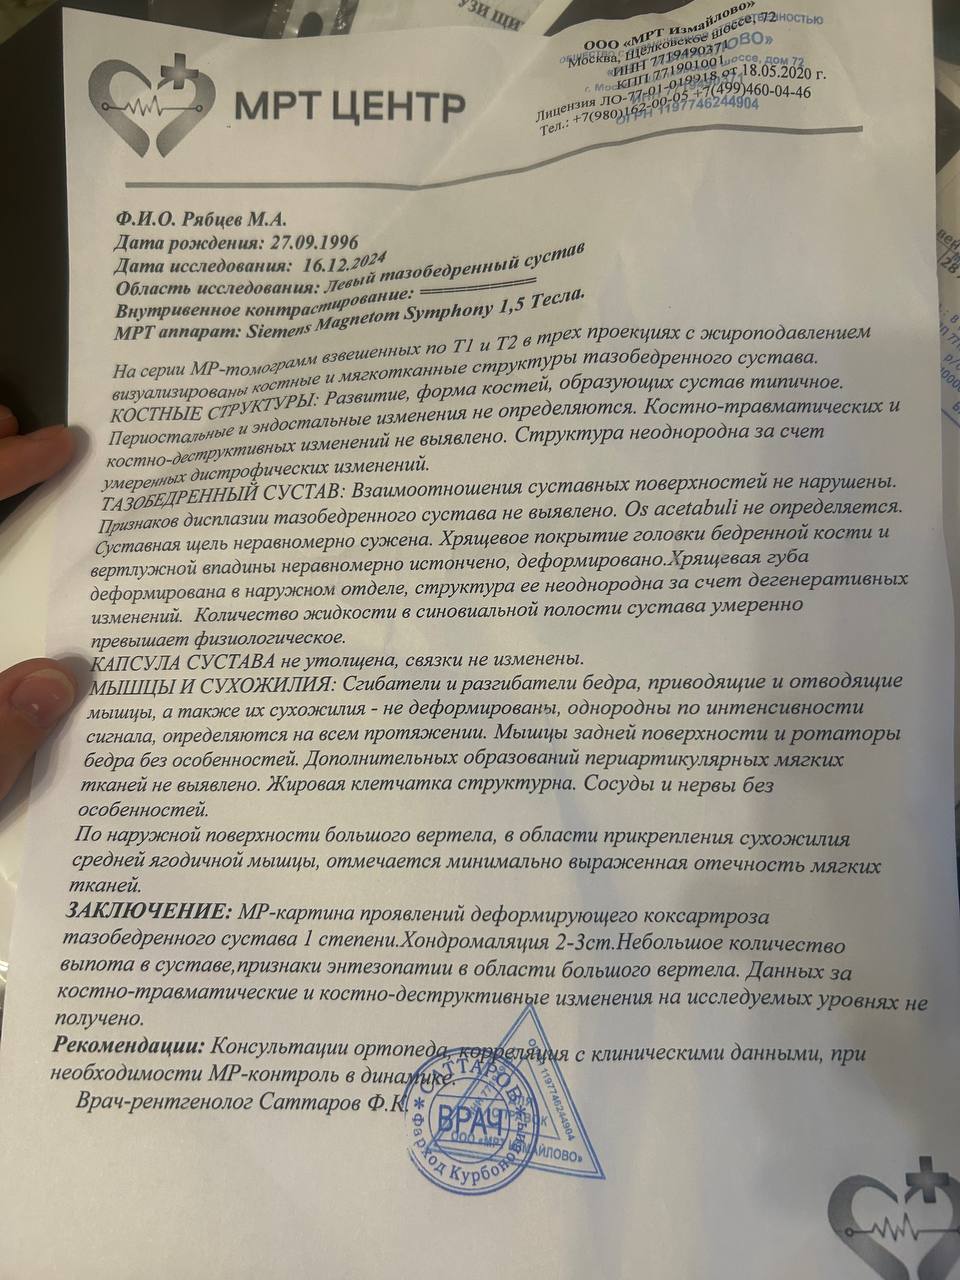 УЗИ ЩИ
МРТ ЦЕНТР
ООО «МРТ Измайлово»
Москва, Щелковское шоссе, 72
ИНН 7719490371
КПП 771901001
Лицензия ЛО-77-01-019918 от 18.05.2020 г.
Тел.: +7(980)162-00-05 +7(499)460-04-46
ОГРН 1197746244904
Ф.И.О. Рябцев М.А.
Дата рождения: 27.09.1996
Дата исследования: 16.12.2024
Область исследования: Левый тазобедренный сустав
Внутривенное контрастирование: ===========
МРТ аппарат: Siemens Magnetom Symphony 1,5 Тесла.
На серии МР-томограмм взвешенных по Т1 и Т2 в трех проекциях с жироподавлением
визуализированы костные и мягкотканные структуры тазобедренного сустава.
КОСТНЫЕ СТРУКТУРЫ: Развитие, форма костей, образующих сустав типичное.
Периостальные и эндостальные изменения не определяются. Костно-травматических и
костно-деструктивных изменений не выявлено. Структура неоднородна за счет
умеренных дистрофических изменений.
ТАЗОБЕДРЕННЫЙ СУСТАВ: Взаимоотношения суставных поверхностей не нарушены.
Признаков дисплазии тазобедренного сустава не выявлено. Os acetabuli не определяется.
Суставная щель неравномерно сужена. Хрящевое покрытие головки бедренной кости и
вертлужной впадины неравномерно истончено, деформировано.Хрящевая губа
деформирована в наружном отделе, структура ее неоднородна за счет дегенеративных
изменений. Количество жидкости в синовиальной полости сустава умеренно
превышает физиологическое.
КАПСУЛА СУСТАВА не утолщена, связки не изменены.
МЫШЦЫ И СУХОЖИЛИЯ: Сгибатели и разгибатели бедра, приводящие и отводящие
мышцы, а также их сухожилия - не деформированы, однородны по интенсивности
сигнала, определяются на всем протяжении. Мышцы задней поверхности и ротаторы
бедра без особенностей. Дополнительных образований периартикулярных мягких
тканей не выявлено. Жировая клетчатка структурна. Сосуды и нервы без
особенностей.
По наружной поверхности большого вертела, в области прикрепления сухожилия
средней ягодичной мышцы, отмечается минимально выраженная отечность мягких
тканей.
ЗАКЛЮЧЕНИЕ: МР-картина проявлений деформирующего коксартроза
тазобедренного сустава 1 степени.Хондромаляция 2-3ст.Небольшое количество
выпота в суставе,признаки энтезопатии в области большого вертела. Данных за
костно-травматические и костно-деструктивные изменения на исследуемых уровнях не
получено.
Рекомендации: Консультации ортопеда, корреляция с клиническими данными, при
необходимости МР-контроль в динамике.
Врач-рентгенолог Саттаров Ф.К.
САТТАРОВ
ВРАЧ
Фарход Курбонович
ДЛЯ
СПРАВОК
ООО «МРТ ИЗМАЙЛОВО»
ОГРН 1197746244904